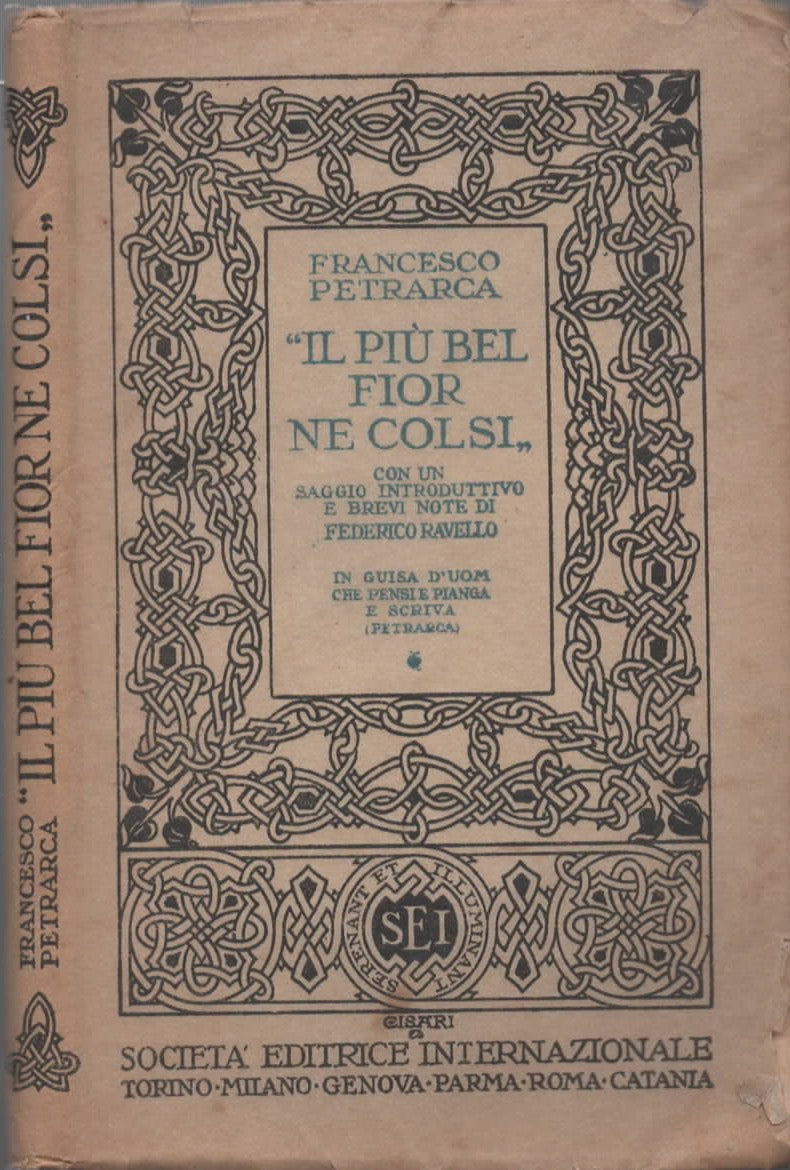 FRANCESCO
PETRARCA
“IL PIÙ BEL
FIOR
NE COLSI„
CON UN
SAGGIO INTRODUTTIVO
E BREVI NOTE DI
FEDERICO RAVELLO
IN GUISA D'UOM
CHE PENSI E PIANGA
E SCRIVA
(PETRARCA)
SERENANT ET ILLUMINANT
SEI
CISARI
SOCIETA' EDITRICE INTERNAZIONALE
TORINO·MILANO·GENOVA·PARMA·ROMA·CATANIA
FRANCESCO
PETRARCA
“IL PIÙ BEL FIOR NE COLSI„